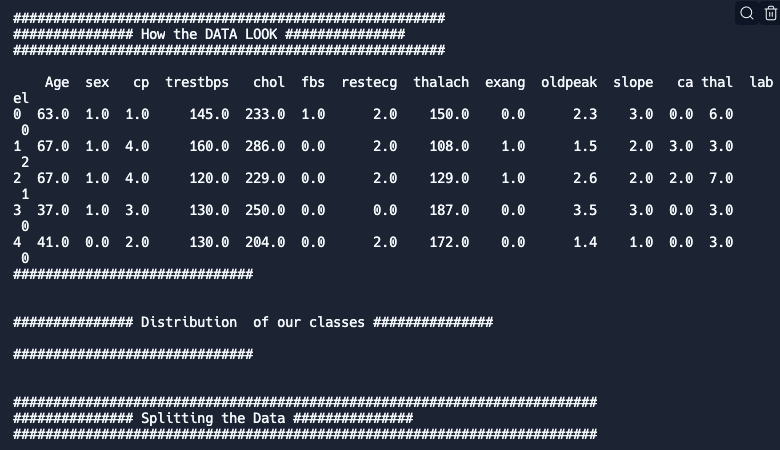 ######################################################
############### How the DATA LOOK ###############
######################################################
Age sex cp trestbps chol fbs restecg thalach exang oldpeak slope ca thal lab
el
0 63.0 1.0 1.0 145.0 233.0 1.0 2.0 150.0 0.0 2.3 3.0 0.0 6.0
0
1 67.0 1.0 4.0 160.0 286.0 0.0 2.0 108.0 1.0 1.5 2.0 3.0 3.0
2
2 67.0 1.0 4.0 120.0 229.0 0.0 2.0 129.0 1.0 2.6 2.0 2.0 7.0
1
3 37.0 1.0 3.0 130.0 250.0 0.0 0.0 187.0 0.0 3.5 3.0 0.0 3.0
0
4 41.0 0.0 2.0 130.0 204.0 0.0 2.0 172.0 0.0 1.4 1.0 0.0 3.0
0
##############################
############### Distribution  of our classes ###############
##############################
#########################################################################
############### Splitting the Data ###############
#########################################################################